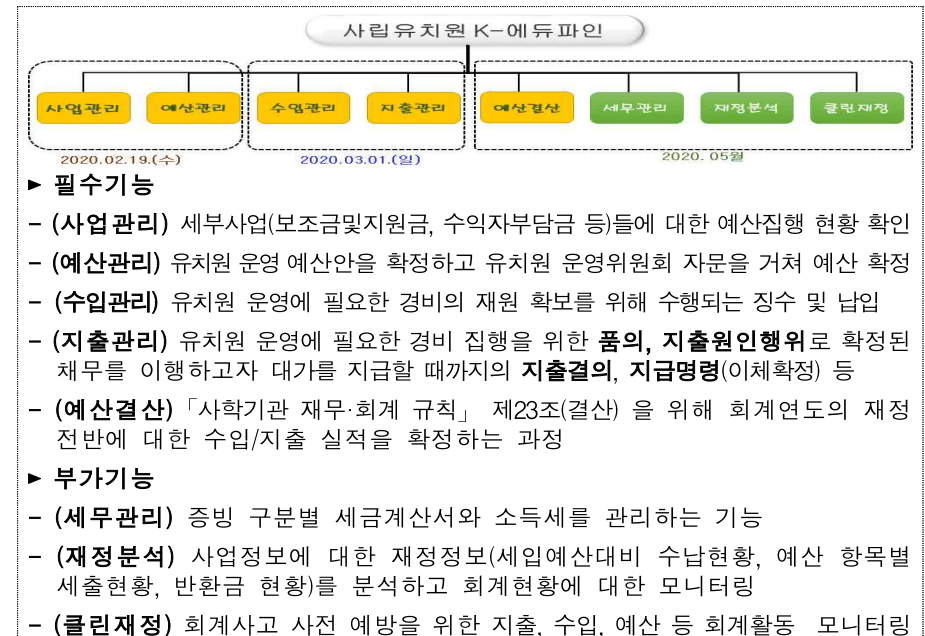 사립유치원 K-에듀파인
사업관리 예산관리 수입관리 지출관리 예산결산 세무관리 재정분석 클린재정
2020.02.19.(수) 2020.03.01.(일) 2020. 05월
► 필수기능
- (사업관리) 세부사업(보조금및지원금, 수익자부담금 등)들에 대한 예산집행 현황 확인
- (예산관리) 유치원 운영 예산안을 확정하고 유치원 운영위원회 자문을 거쳐 예산 확정
- (수입관리) 유치원 운영에 필요한 경비의 재원 확보를 위해 수행되는 징수 및 납입
- (지출관리) 유치원 운영에 필요한 경비 집행을 위한 품의, 지출원인행위로 확정된
채무를 이행하고자 대가를 지급할 때까지의 지출결의, 지급명령(이체확정) 등
- (예산결산)「사학기관 재무·회계 규칙」 제23조(결산) 을 위해 회계연도의 재정
전반에 대한 수입/지출 실적을 확정하는 과정
► 부가기능
- (세무관리) 증빙 구분별 세금계산서와 소득세를 관리하는 기능
- (재정분석) 사업정보에 대한 재정정보(세입예산대비 수납현황, 예산 항목별
세출현황, 반환금 현황)를 분석하고 회계현황에 대한 모니터링
- (클린재정) 회계사고 사전 예방을 위한 지출, 수입, 예산 등 회계활동 모니터링